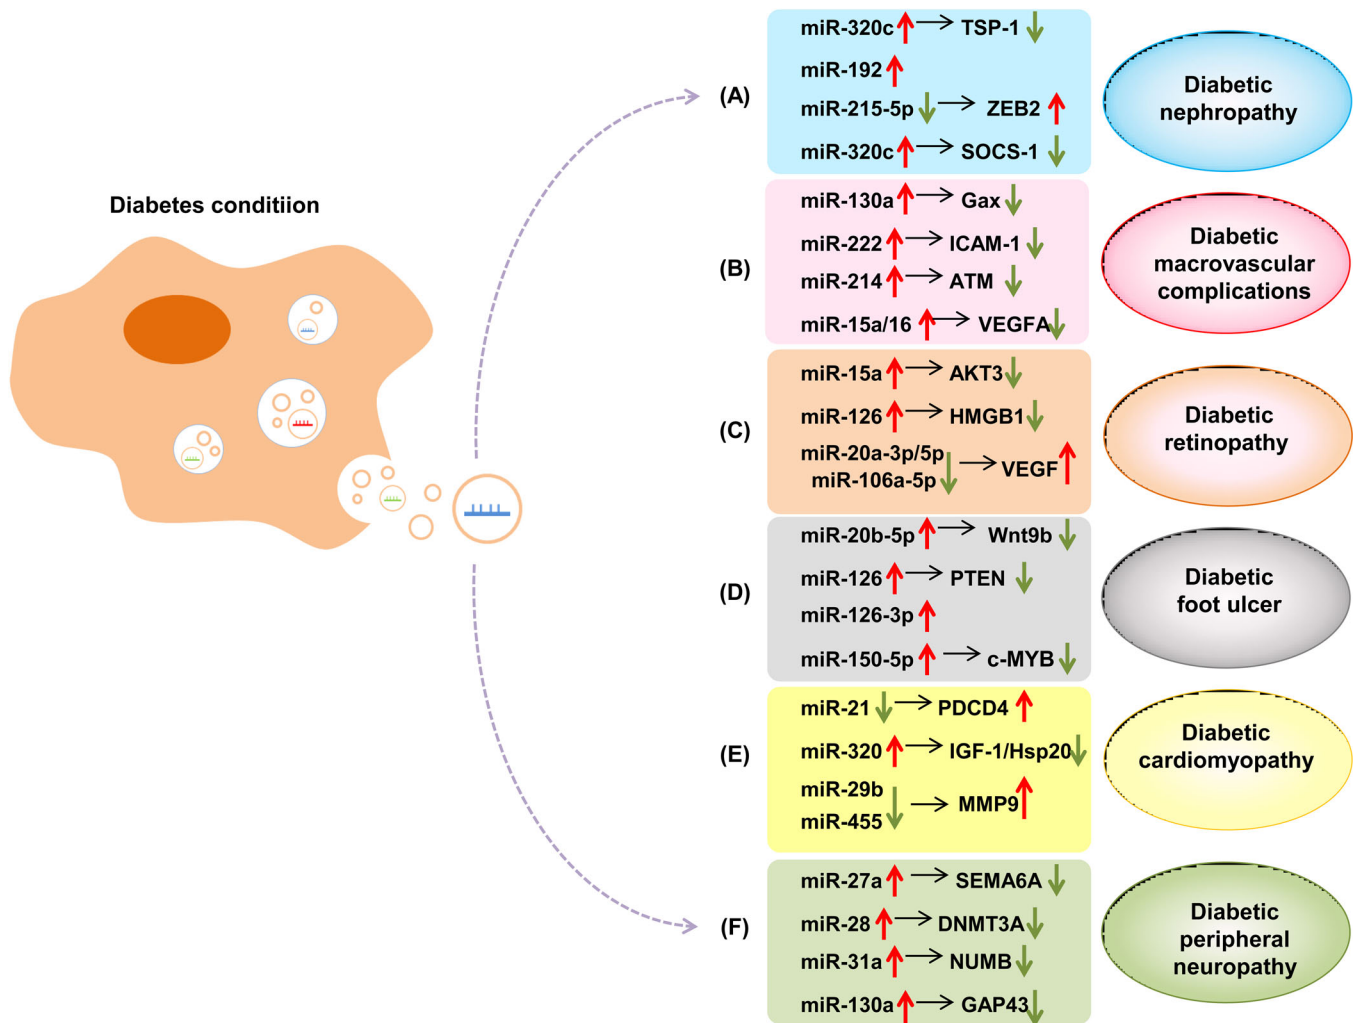 Diabetes conditiion
(A)
miR-320c → TSP-1
miR-192
miR-215-5p → ZEB2
miR-320c → SOCS-1
Diabetic
nephropathy
(B)
miR-130a → Gax
miR-222 → ICAM-1
miR-214 → ATM
miR-15a/16 → VEGFA
Diabetic
macrovascular
complications
(C)
miR-15a → AKT3
miR-126 → HMGB1
miR-20a-3p/5p
miR-106a-5p → VEGF
Diabetic
retinopathy
(D)
miR-20b-5p → Wnt9b
miR-126 → PTEN
miR-126-3p
miR-150-5p → c-MYB
Diabetic
foot ulcer
(E)
miR-21 → PDCD4
miR-320 → IGF-1/Hsp20
miR-29b
miR-455 → MMP9
Diabetic
cardiomyopathy
(F)
miR-27a → SEMA6A
miR-28 → DNMT3A
miR-31a → NUMB
miR-130a → GAP43
Diabetic
peripheral
neuropathy